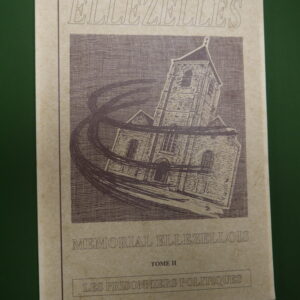 ELLEZELLES
MEMORIAL ELLEZELLOIS
TOME II
LES PRISONNIERS POLITIQUES